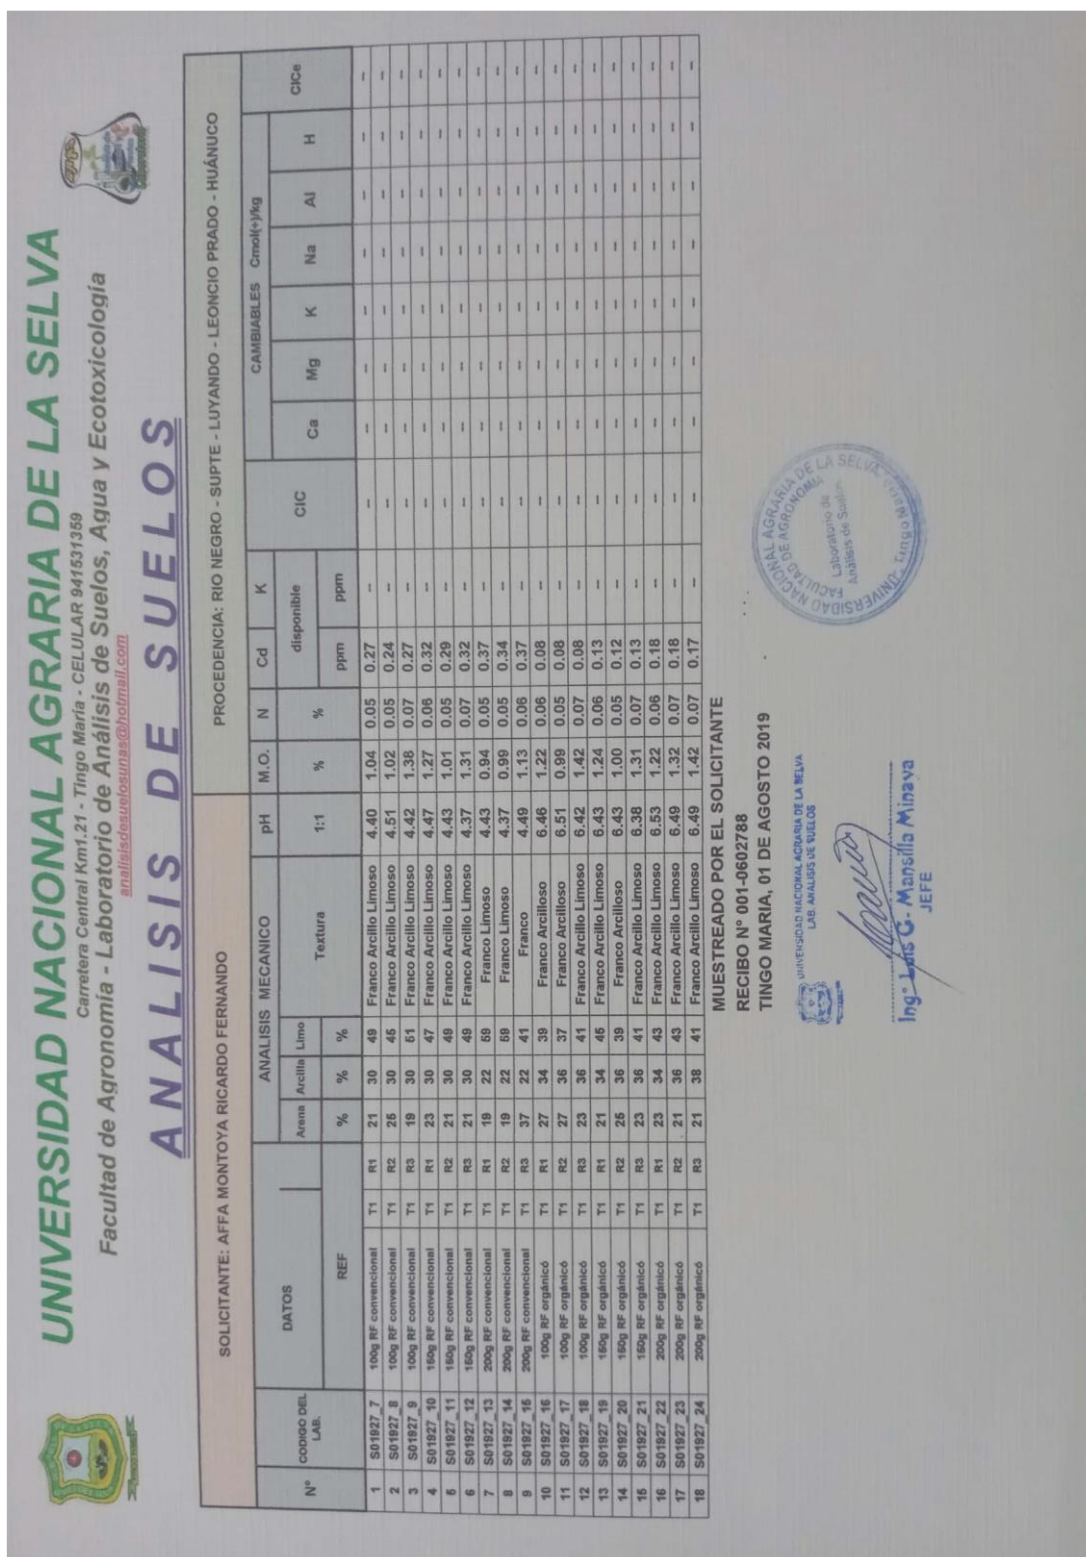 UNIVERSIDAD NACIONAL AGRARIA DE LA SELVA
Carretera Central Km1.21 - Tingo María - CELULAR 941531359
Facultad de Agronomía - Laboratorio de Análisis de Suelos, Agua y Ecotoxicología
analisisdesuelosunas@hotmail.com
ANALISIS DE SUELOS
SOLICITANTE: AFFA MONTOYA RICARDO FERNANDO PROCEDENCIA: RIO NEGRO - SUPTE - LUYANDO - LEONCIO PRADO - HUÁNUCO
N° CODIGO DEL LAB. DATOS ANALISIS MECANICO pH M.O. N Cd K CIC CAMBIABLES Cmol(+)/kg CICe
REF Arena Arcilla Limo Textura disponible Ca Mg K Na Al H
% % % 1:1 % % ppm ppm
1 S01927_7 100g RF convencional T1 R1 21 30 49 Franco Arcillo Limoso 4.40 1.04 0.05 0.27 -- -- -- -- -- -- -- -- --
2 S01927_8 100g RF convencional T1 R2 25 30 45 Franco Arcillo Limoso 4.51 1.02 0.05 0.24 -- -- -- -- -- -- -- -- --
3 S01927_9 100g RF convencional T1 R3 19 30 51 Franco Arcillo Limoso 4.42 1.38 0.07 0.27 -- -- -- -- -- -- -- -- --
4 S01927_10 150g RF convencional T1 R1 23 30 47 Franco Arcillo Limoso 4.47 1.27 0.06 0.32 -- -- -- -- -- -- -- -- --
5 S01927_11 150g RF convencional T1 R2 21 30 49 Franco Arcillo Limoso 4.43 1.01 0.05 0.29 -- -- -- -- -- -- -- -- --
6 S01927_12 150g RF convencional T1 R3 21 30 49 Franco Arcillo Limoso 4.37 1.31 0.07 0.32 -- -- -- -- -- -- -- -- --
7 S01927_13 200g RF convencional T1 R1 19 22 59 Franco Limoso 4.43 0.94 0.05 0.37 -- -- -- -- -- -- -- -- --
8 S01927_14 200g RF convencional T1 R2 19 22 59 Franco Limoso 4.37 0.99 0.05 0.34 -- -- -- -- -- -- -- -- --
9 S01927_15 200g RF convencional T1 R3 37 22 41 Franco 4.49 1.13 0.06 0.37 -- -- -- -- -- -- -- -- --
10 S01927_16 100g RF orgánicó T1 R1 27 34 39 Franco Arcilloso 6.46 1.22 0.06 0.08 -- -- -- -- -- -- -- -- --
11 S01927_17 100g RF orgánicó T1 R2 27 36 37 Franco Arcilloso 6.51 0.99 0.05 0.08 -- -- -- -- -- -- -- -- --
12 S01927_18 100g RF orgánicó T1 R3 23 36 41 Franco Arcillo Limoso 6.42 1.42 0.07 0.08 -- -- -- -- -- -- -- -- --
13 S01927_19 150g RF orgánicó T1 R1 21 34 45 Franco Arcillo Limoso 6.43 1.24 0.06 0.13 -- -- -- -- -- -- -- -- --
14 S01927_20 150g RF orgánicó T1 R2 25 36 39 Franco Arcillo Limoso 6.43 1.00 0.05 0.12 -- -- -- -- -- -- -- -- --
15 S01927_21 150g RF orgánicó T1 R3 23 36 41 Franco Arcillo Limoso 6.38 1.31 0.07 0.13 -- -- -- -- -- -- -- -- --
16 S01927_22 200g RF orgánicó T1 R1 23 34 43 Franco Arcillo Limoso 6.53 1.22 0.06 0.18 -- -- -- -- -- -- -- -- --
17 S01927_23 200g RF orgánicó T1 R2 21 36 43 Franco Arcillo Limoso 6.49 1.32 0.07 0.18 -- -- -- -- -- -- -- -- --
18 S01927_24 200g RF orgánicó T1 R3 21 38 41 Franco Arcillo Limoso 6.49 1.42 0.07 0.17 -- -- -- -- -- -- -- -- --
MUESTREADO POR EL SOLICITANTE
RECIBO N° 001-0602788
TINGO MARIA, 01 DE AGOSTO 2019
UNIVERSIDAD NACIONAL AGRARIA DE LA SELVA
LAB. ANALISIS DE SUELOS
Ing° Luis G. Mansilla Minaya
JEFE
UNIVERSIDAD NACIONAL AGRARIA DE LA SELVA
FACULTAD DE AGRONOMIA
Laboratorio de
Análisis de Suelos
Tingo María